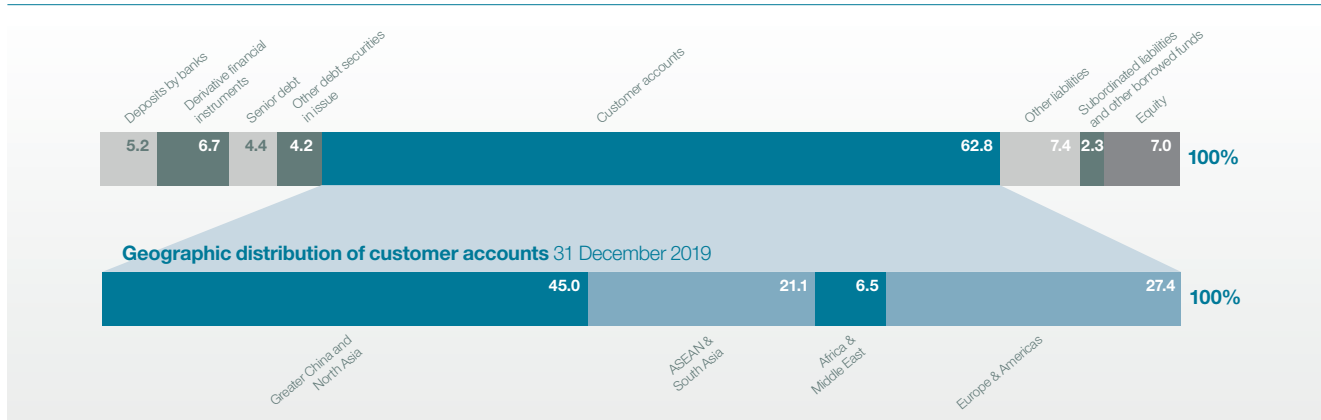 Deposits by banks
Derivative financial
instruments
Senior debt
Other debt securities
in issue
Customer accounts
Other liabilities
Subordinated liabilities
and other borrowed funds
Equity
5.2
6.7
4.4
4.2
62.8
7.4
2.3
7.0
100%
Geographic distribution of customer accounts 31 December 2019
45.0
21.1
6.5
27.4
100%
Greater China and
North Asia
ASEAN &
South Asia
Africa &
Middle East
Europe & Americas